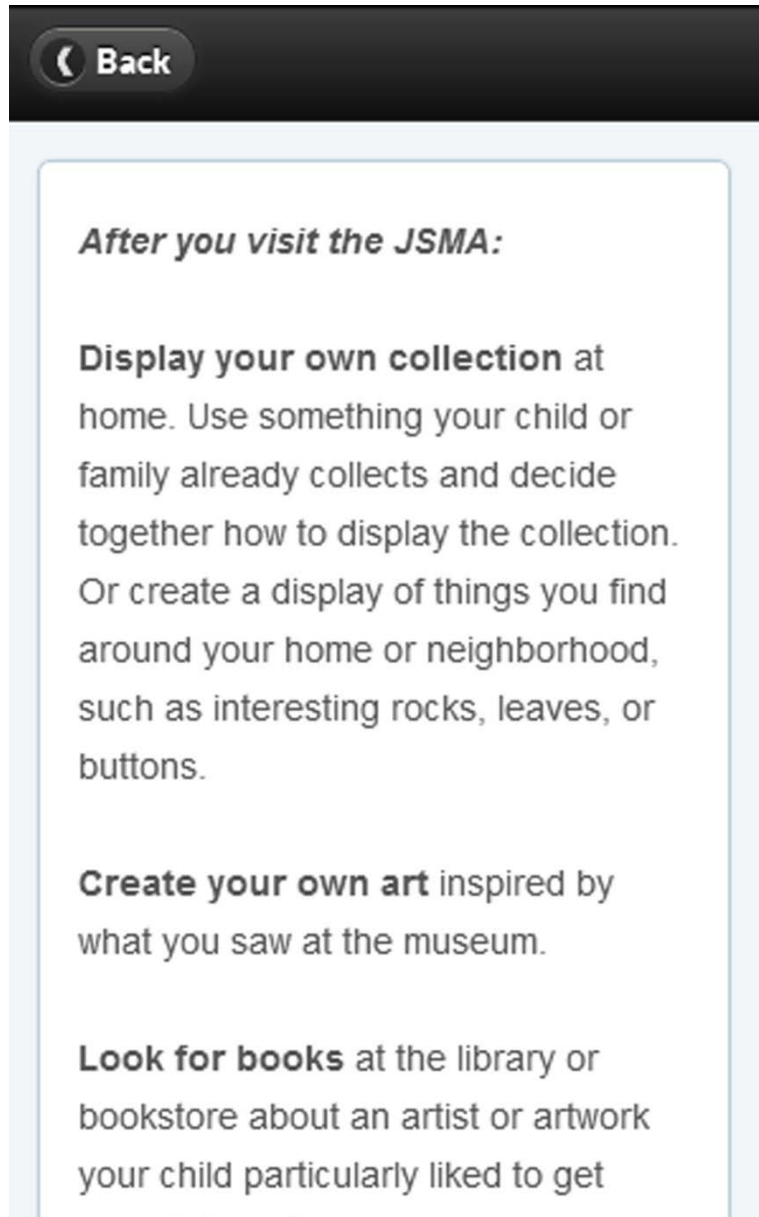 Back
After you visit the JSMA:
Display your own collection at
home. Use something your child or
family already collects and decide
together how to display the collection.
Or create a display of things you find
around your home or neighborhood,
such as interesting rocks, leaves, or
buttons.
Create your own art inspired by
what you saw at the museum.
Look for books at the library or
bookstore about an artist or artwork
your child particularly liked to get